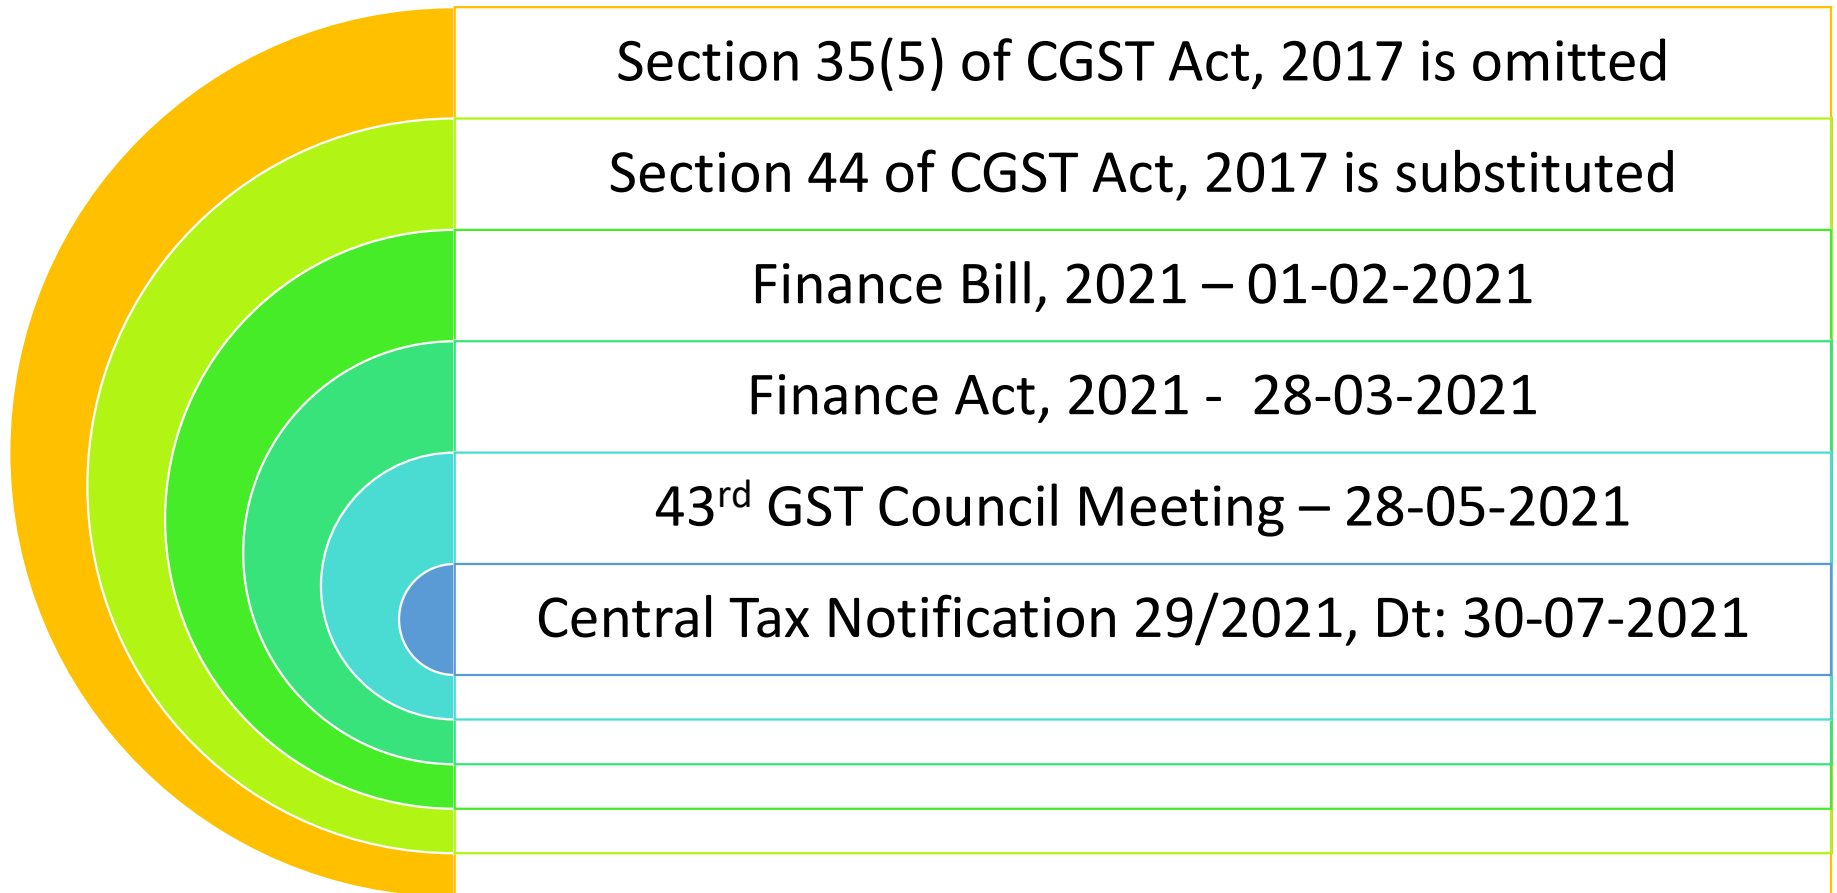 Section 35(5) of CGST Act, 2017 is omitted
Section 44 of CGST Act, 2017 is substituted
Finance Bill, 2021 – 01-02-2021
Finance Act, 2021 -  28-03-2021
43rd GST Council Meeting – 28-05-2021
Central Tax Notification 29/2021, Dt: 30-07-2021